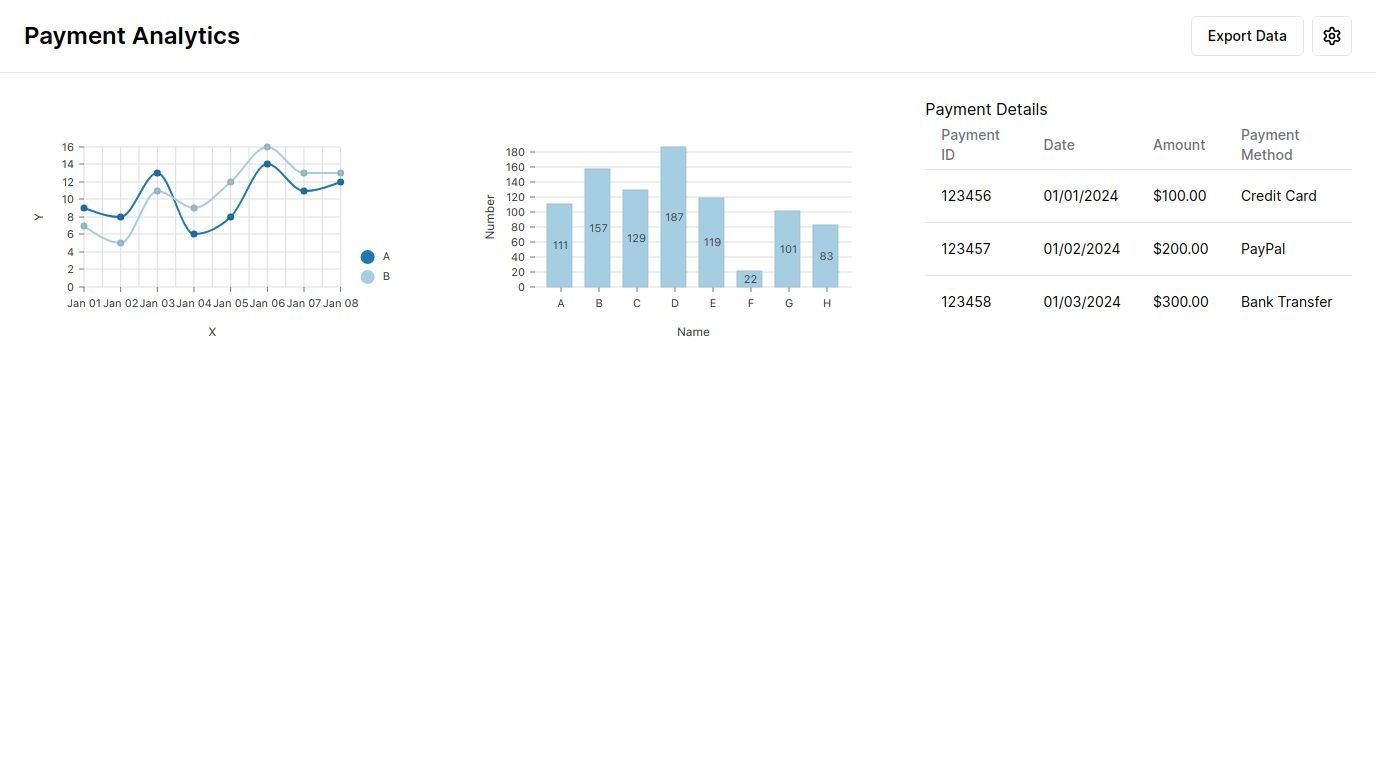 Payment Analytics
Export Data
16
14
12
10
8
6
4
2
0
Y
Jan 01 Jan 02 Jan 03 Jan 04 Jan 05 Jan 06 Jan 07 Jan 08
X
A
B
180
160
140
120
100
80
60
40
20
0
Number
111
157
129
187
119
22
101
83
A B C D E F G H
Name
Payment Details
Payment ID Date Amount Payment Method
123456 01/01/2024 $100.00 Credit Card
123457 01/02/2024 $200.00 PayPal
123458 01/03/2024 $300.00 Bank Transfer